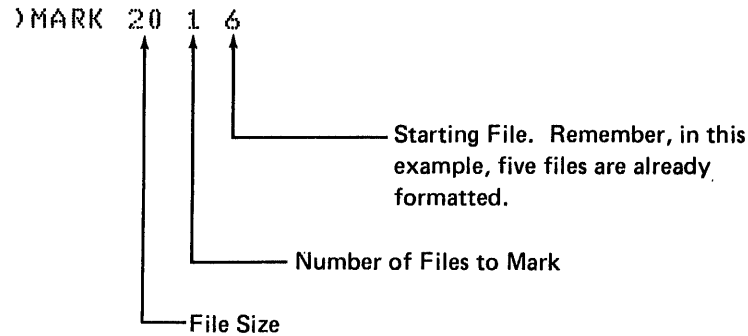 )MARK 20 1 6
Starting File. Remember, in this
example, five files are already
formatted.
Number of Files to Mark
File Size